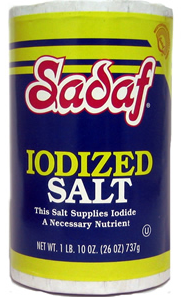 Sadaf®
IODIZED
SALT
This Salt Supplies Iodide
A Necessary Nutrient
U
NET WT. 1 LB. 10 OZ. (26 OZ) 737g